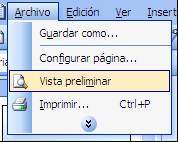 Archivo Edición Ver Insert
Guardar como...
Configurar página...
Vista preliminar
Imprimir... Ctrl+P